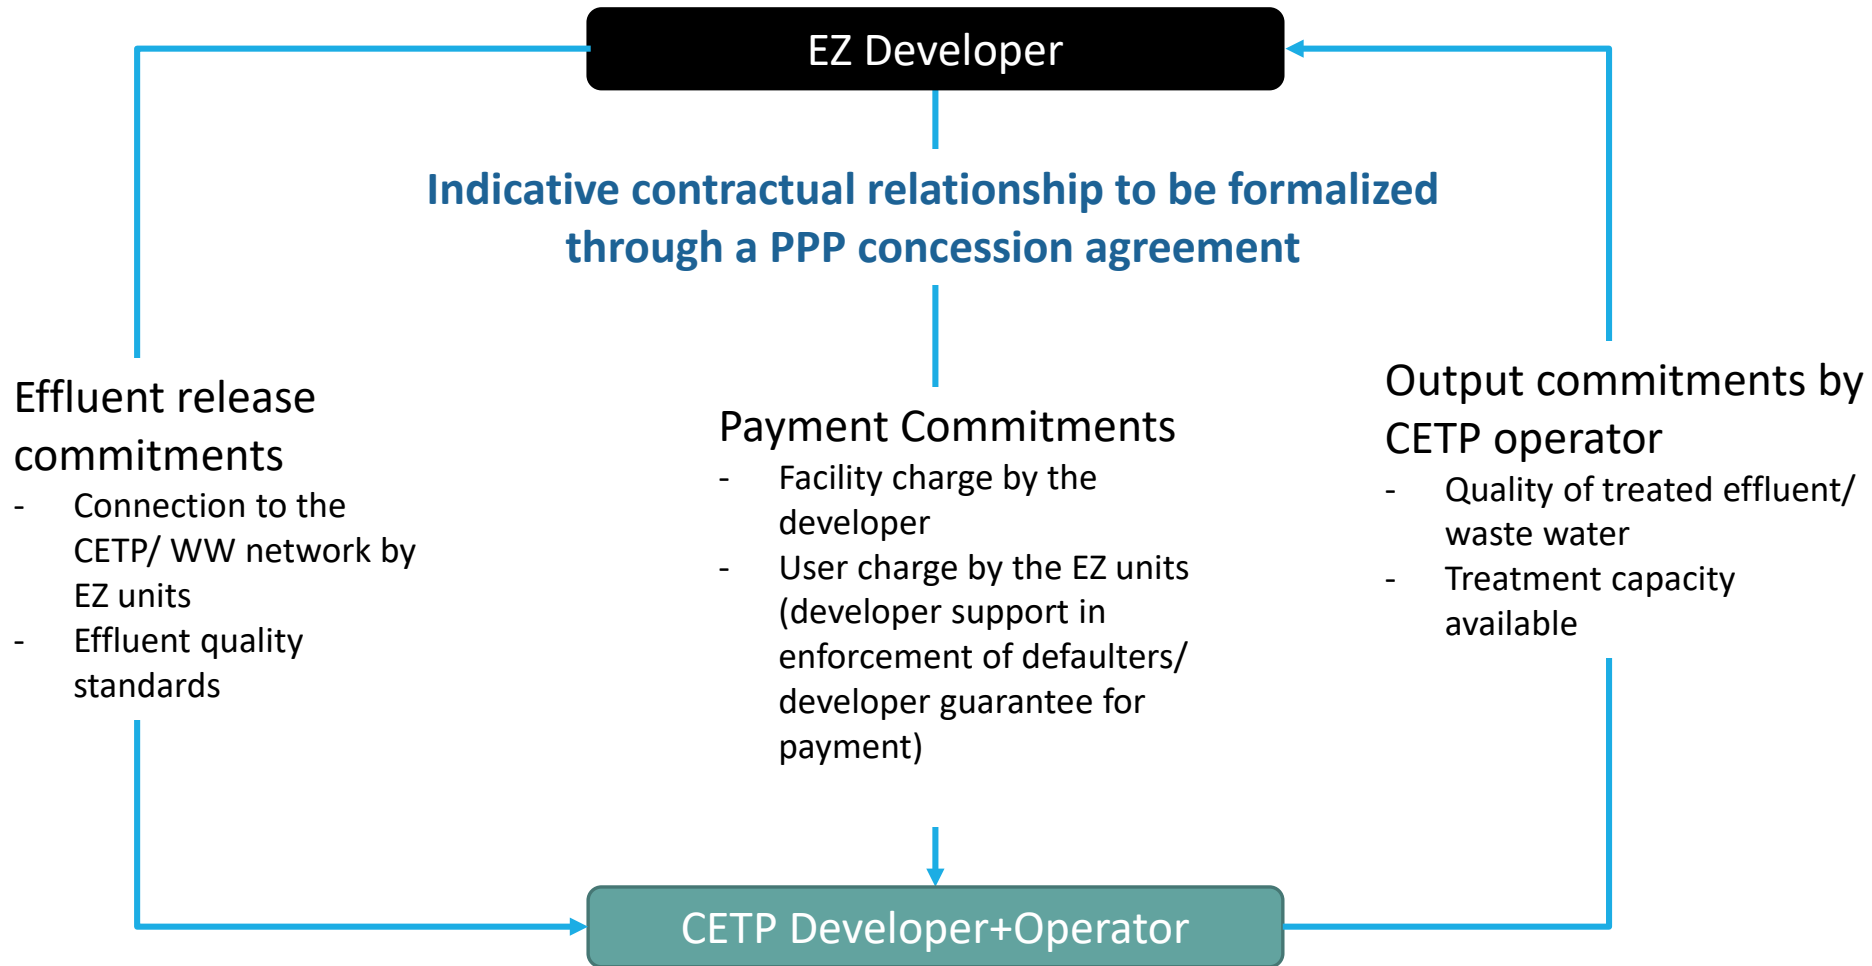 EZ Developer
Indicative contractual relationship to be formalized
through a PPP concession agreement
Effluent release
commitments
- Connection to the
CETP/ WW network by
EZ units
- Effluent quality
standards
Payment Commitments
- Facility charge by the
developer
- User charge by the EZ units
(developer support in
enforcement of defaulters/
developer guarantee for
payment)
Output commitments by
CETP operator
- Quality of treated effluent/
waste water
- Treatment capacity
available
CETP Developer+Operator